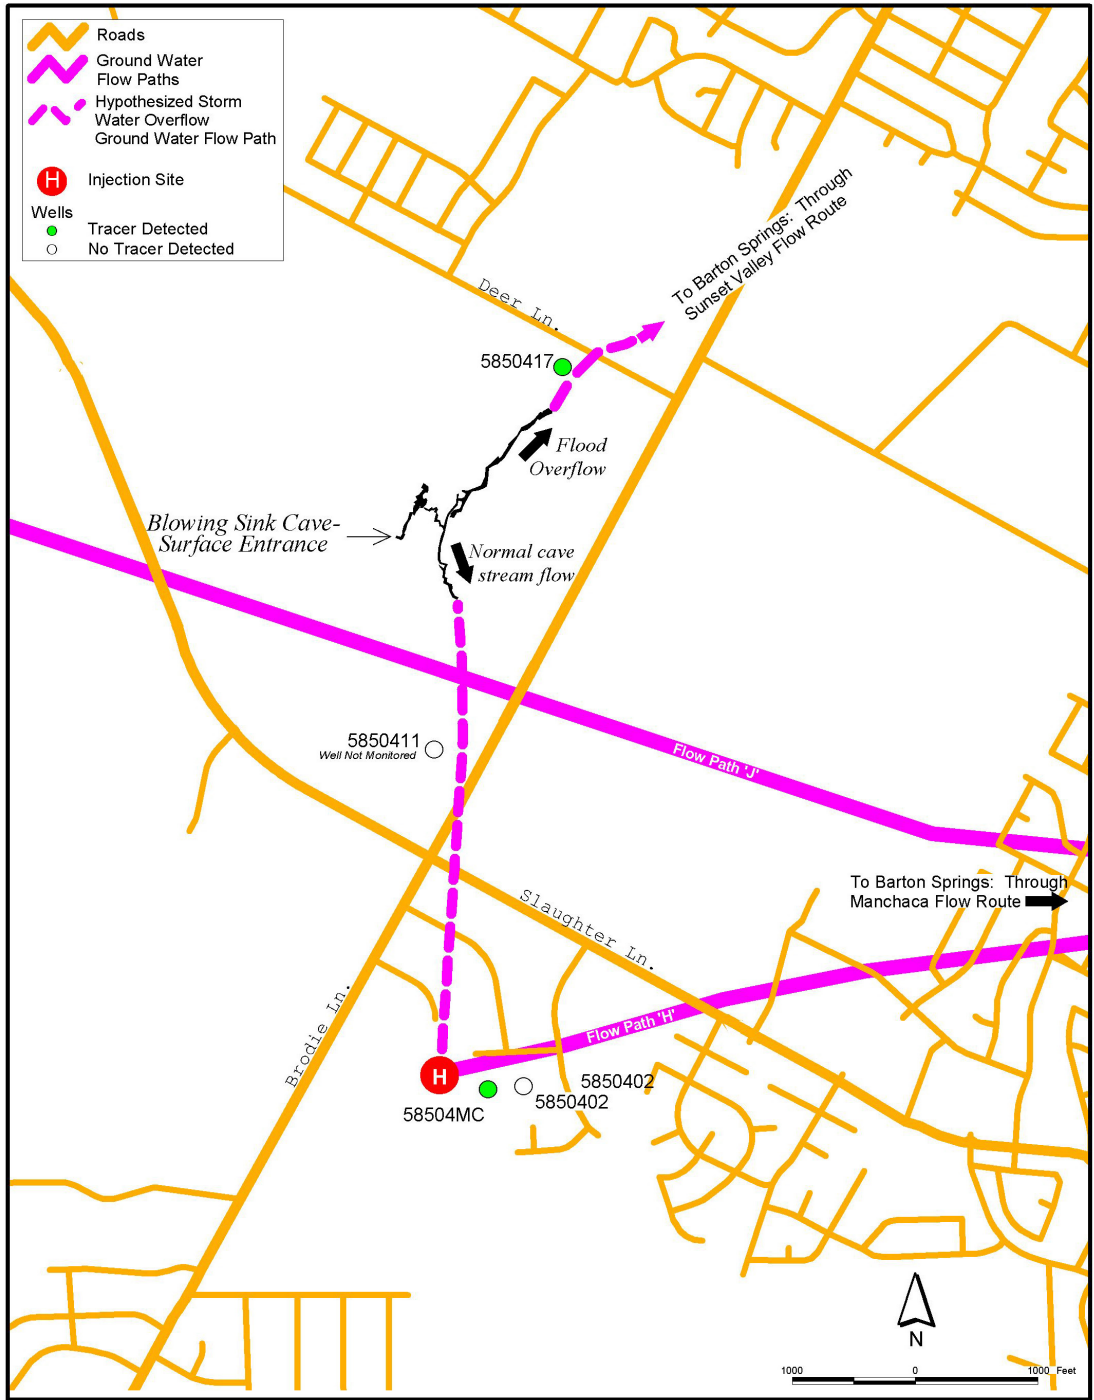 Roads
Ground Water
Flow Paths
Hypothesized Storm
Water Overflow
Ground Water Flow Path
H
Injection Site
Wells
Tracer Detected
No Tracer Detected
To Barton Springs: Through
Sunset Valley Flow Route
Deer Ln.
5850417
Flood
Overflow
Blowing Sink Cave-
Surface Entrance
Normal cave
stream flow
5850411
Well Not Monitored
Flow Path 'J'
To Barton Springs: Through
Manchaca Flow Route
Slaughter Ln.
Brodie Ln.
Flow Path 'H'
H
58504MC
5850402
5850402
N
1000
0
1000 Feet